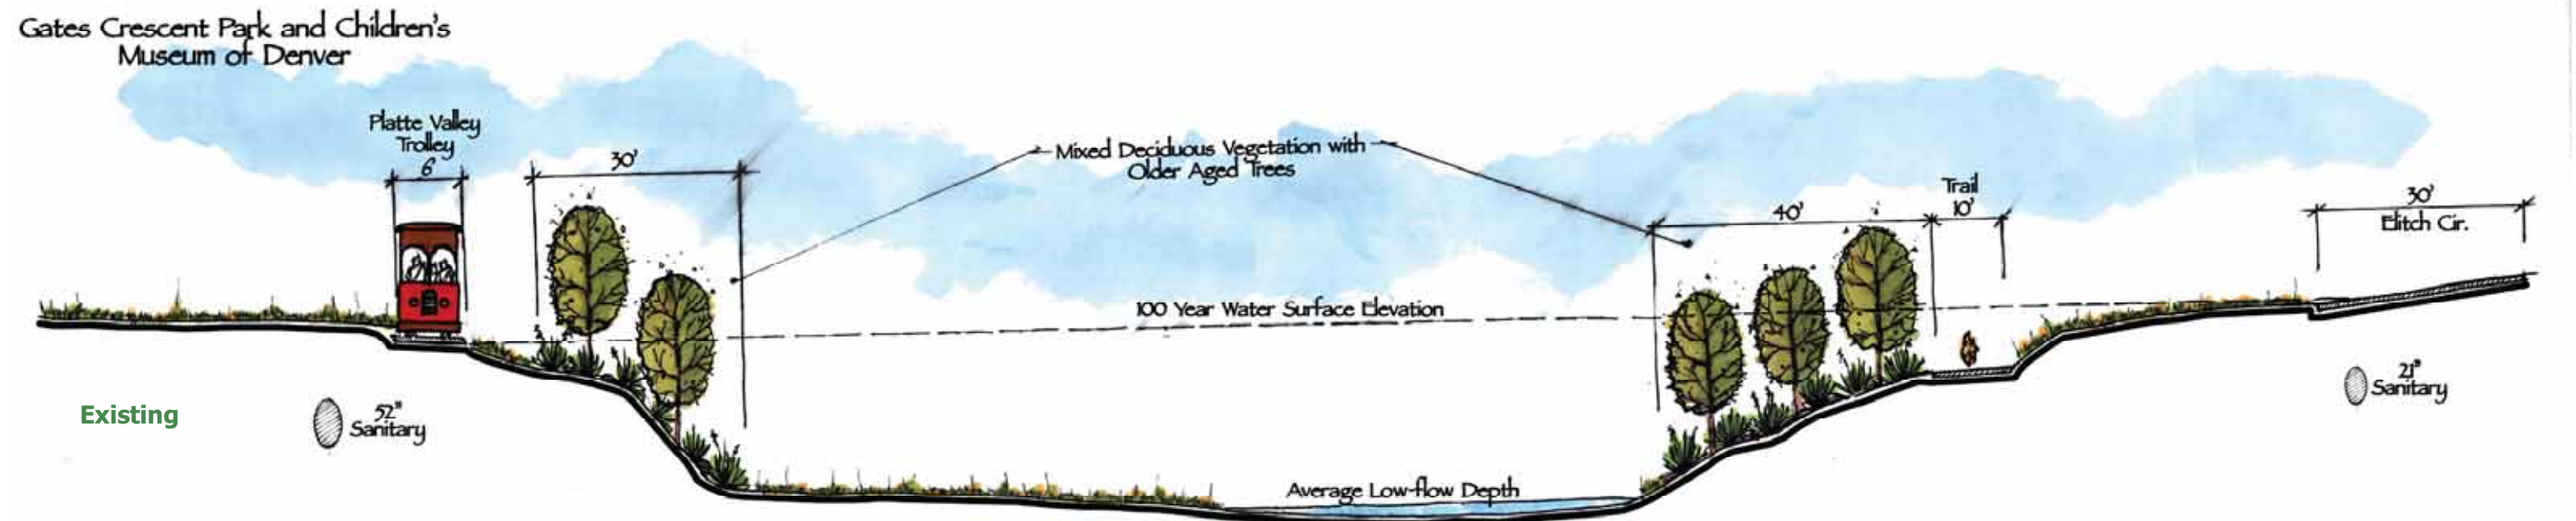 Gates Crescent Park and Children's
Museum of Denver
Platte Valley
Trolley
6'
30'
Mixed Deciduous Vegetation with
Older Aged Trees
40'
Trail
10'
30'
Elitch Cir.
100 Year Water Surface Elevation
Existing
52"
Sanitary
21"
Sanitary
Average Low-flow Depth